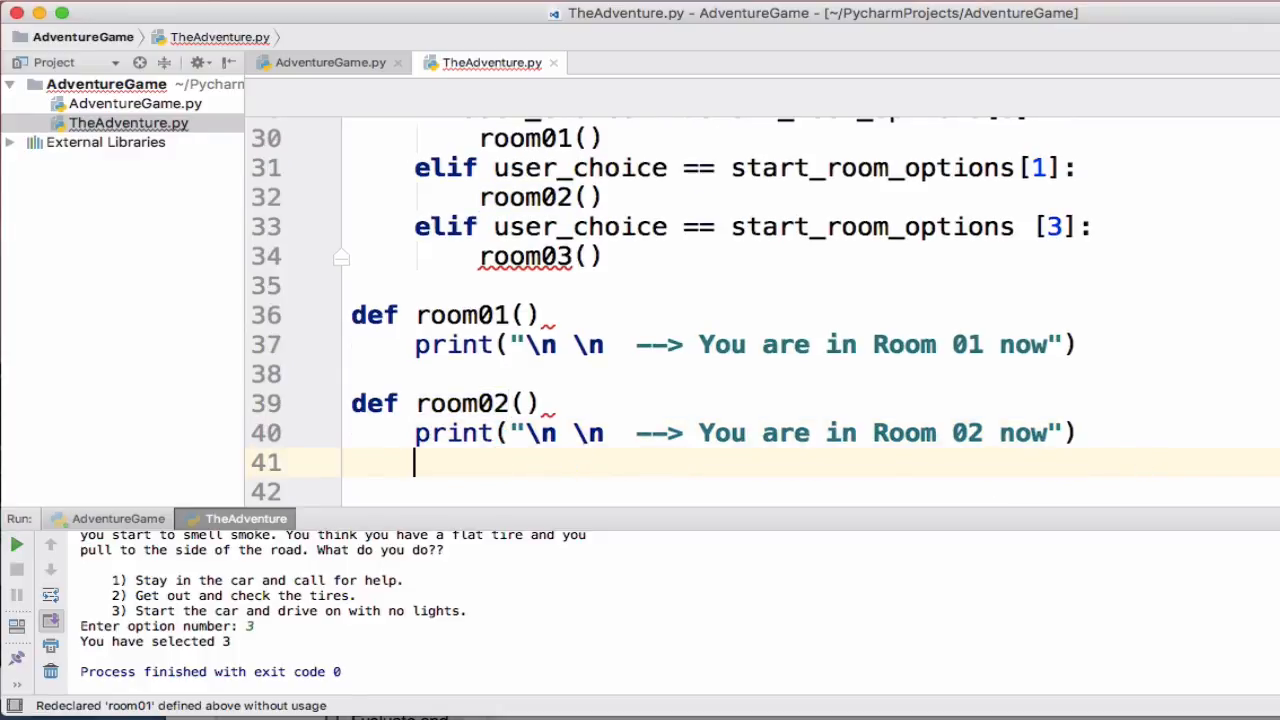 TheAdventure.py - AdventureGame - [~/PycharmProjects/AdventureGame]
AdventureGame TheAdventure.py
Project AdventureGame.py TheAdventure.py
AdventureGame ~/Pycharm
AdventureGame.py
TheAdventure.py
External Libraries
30 room01()
31 elif user_choice == start_room_options[1]:
32 room02()
33 elif user_choice == start_room_options [3]:
34 room03()
35
36 def room01()
37 print("\n \n --> You are in Room 01 now")
38
39 def room02()
40 print("\n \n --> You are in Room 02 now")
41
42
Run: AdventureGame TheAdventure
you start to smell smoke. You think you have a flat tire and you
pull to the side of the road. What do you do??
1) Stay in the car and call for help.
2) Get out and check the tires.
3) Start the car and drive on with no lights.
Enter option number: 3
You have selected 3
Process finished with exit code 0
Redeclared 'room01' defined above without usage